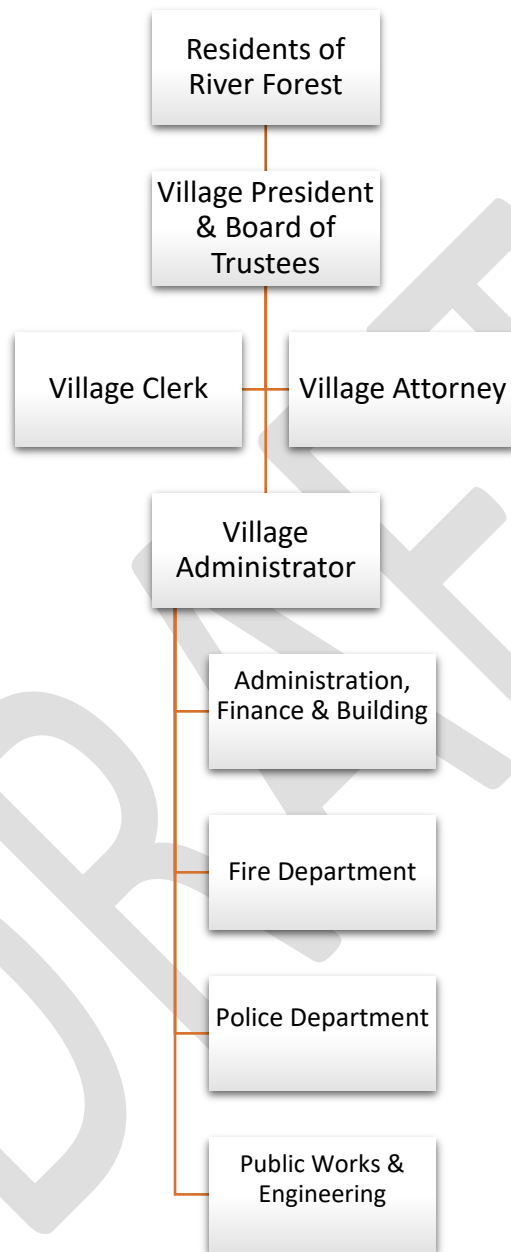 Residents of
River Forest
Village President
& Board of
Trustees
Village Clerk
Village Attorney
Village
Administrator
Administration,
Finance & Building
Fire Department
Police Department
Public Works &
Engineering
DRAFT